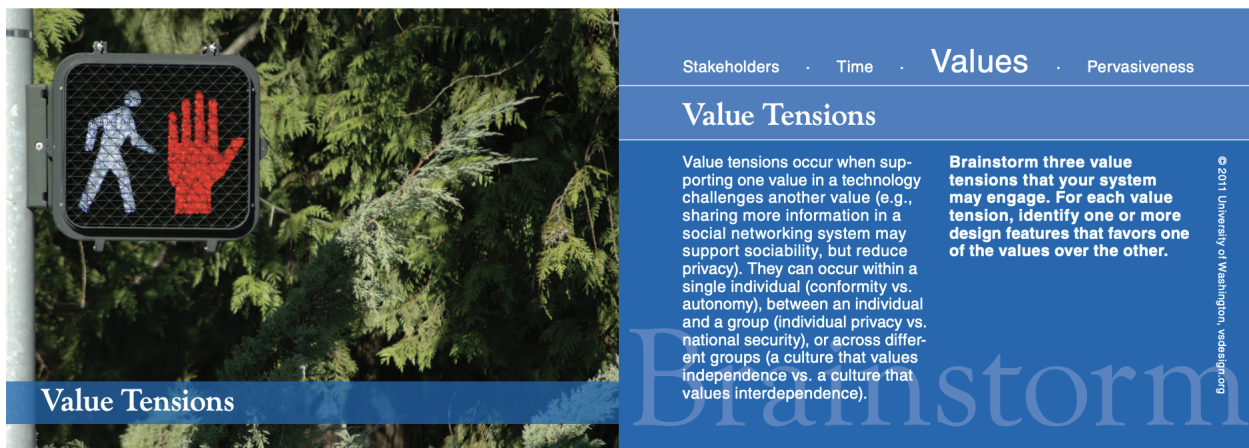 Value Tensions
Stakeholders · Time · Values · Pervasiveness
Value Tensions
Value tensions occur when sup-
porting one value in a technology
challenges another value (e.g.,
sharing more information in a
social networking system may
support sociability, but reduce
privacy). They can occur within a
single individual (conformity vs.
autonomy), between an individual
and a group (individual privacy vs.
national security), or across differ-
ent groups (a culture that values
independence vs. a culture that
values interdependence).
Brainstorm three value
tensions that your system
may engage. For each value
tension, identify one or more
design features that favors one
of the values over the other.
© 2011 University of Washington, vsdesign.org
Brainstorm